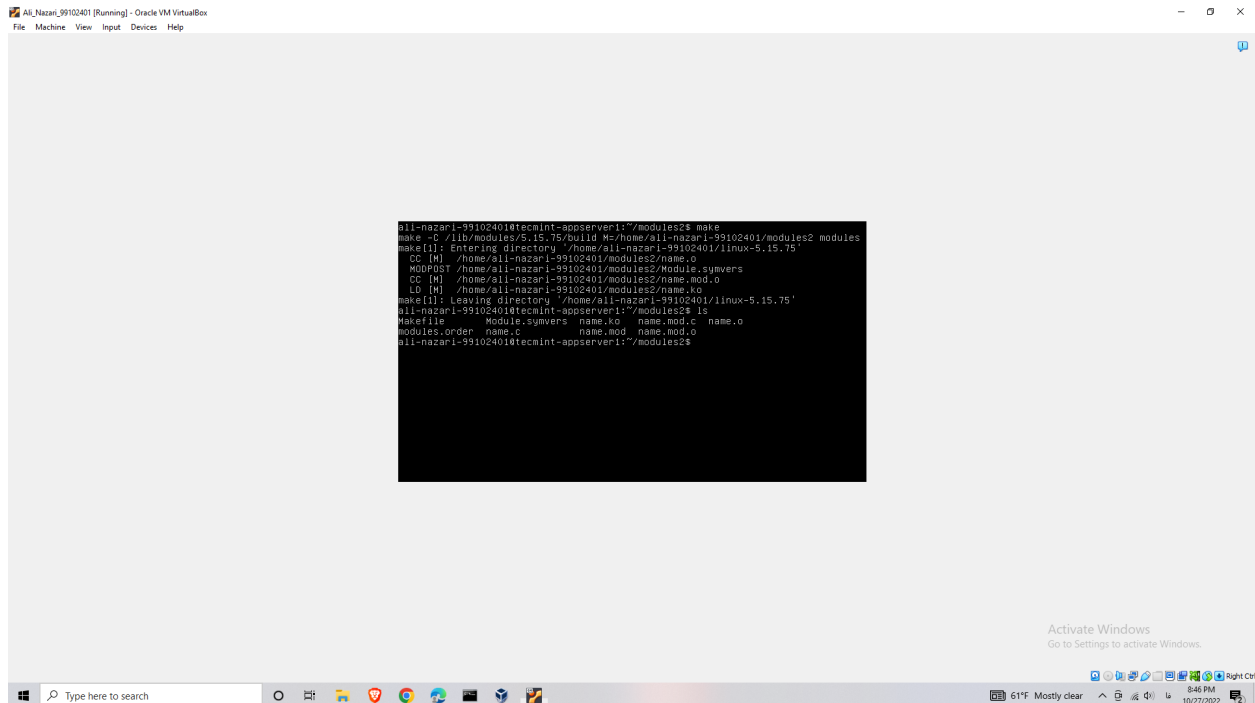 Ali_Nazari_99102401 [Running] - Oracle VM VirtualBox
File Machine View Input Devices Help
ali-nazari-99102401@tecmint-appserver1:~/modules2$ make
make -C /lib/modules/5.15.75/build M=/home/ali-nazari-99102401/modules2 modules
make[1]: Entering directory '/home/ali-nazari-99102401/linux-5.15.75'
CC [M] /home/ali-nazari-99102401/modules2/name.o
MODPOST /home/ali-nazari-99102401/modules2/Module.symvers
CC [M] /home/ali-nazari-99102401/modules2/name.mod.o
LD [M] /home/ali-nazari-99102401/modules2/name.ko
make[1]: Leaving directory '/home/ali-nazari-99102401/linux-5.15.75'
ali-nazari-99102401@tecmint-appserver1:~/modules2$ ls
Makefile Module.symvers name.ko name.mod.c name.o
modules.order name.c name.mod name.mod.o
ali-nazari-99102401@tecmint-appserver1:~/modules2$
Activate Windows
Go to Settings to activate Windows.
Right Ctrl
Type here to search
61°F Mostly clear
فا
8:46 PM
10/27/2022
2